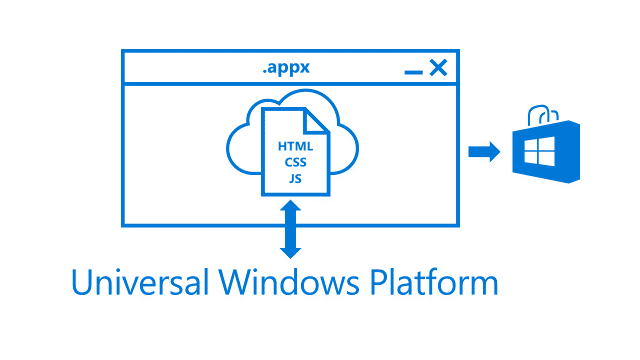 .appx
HTML
CSS
JS
Universal Windows Platform